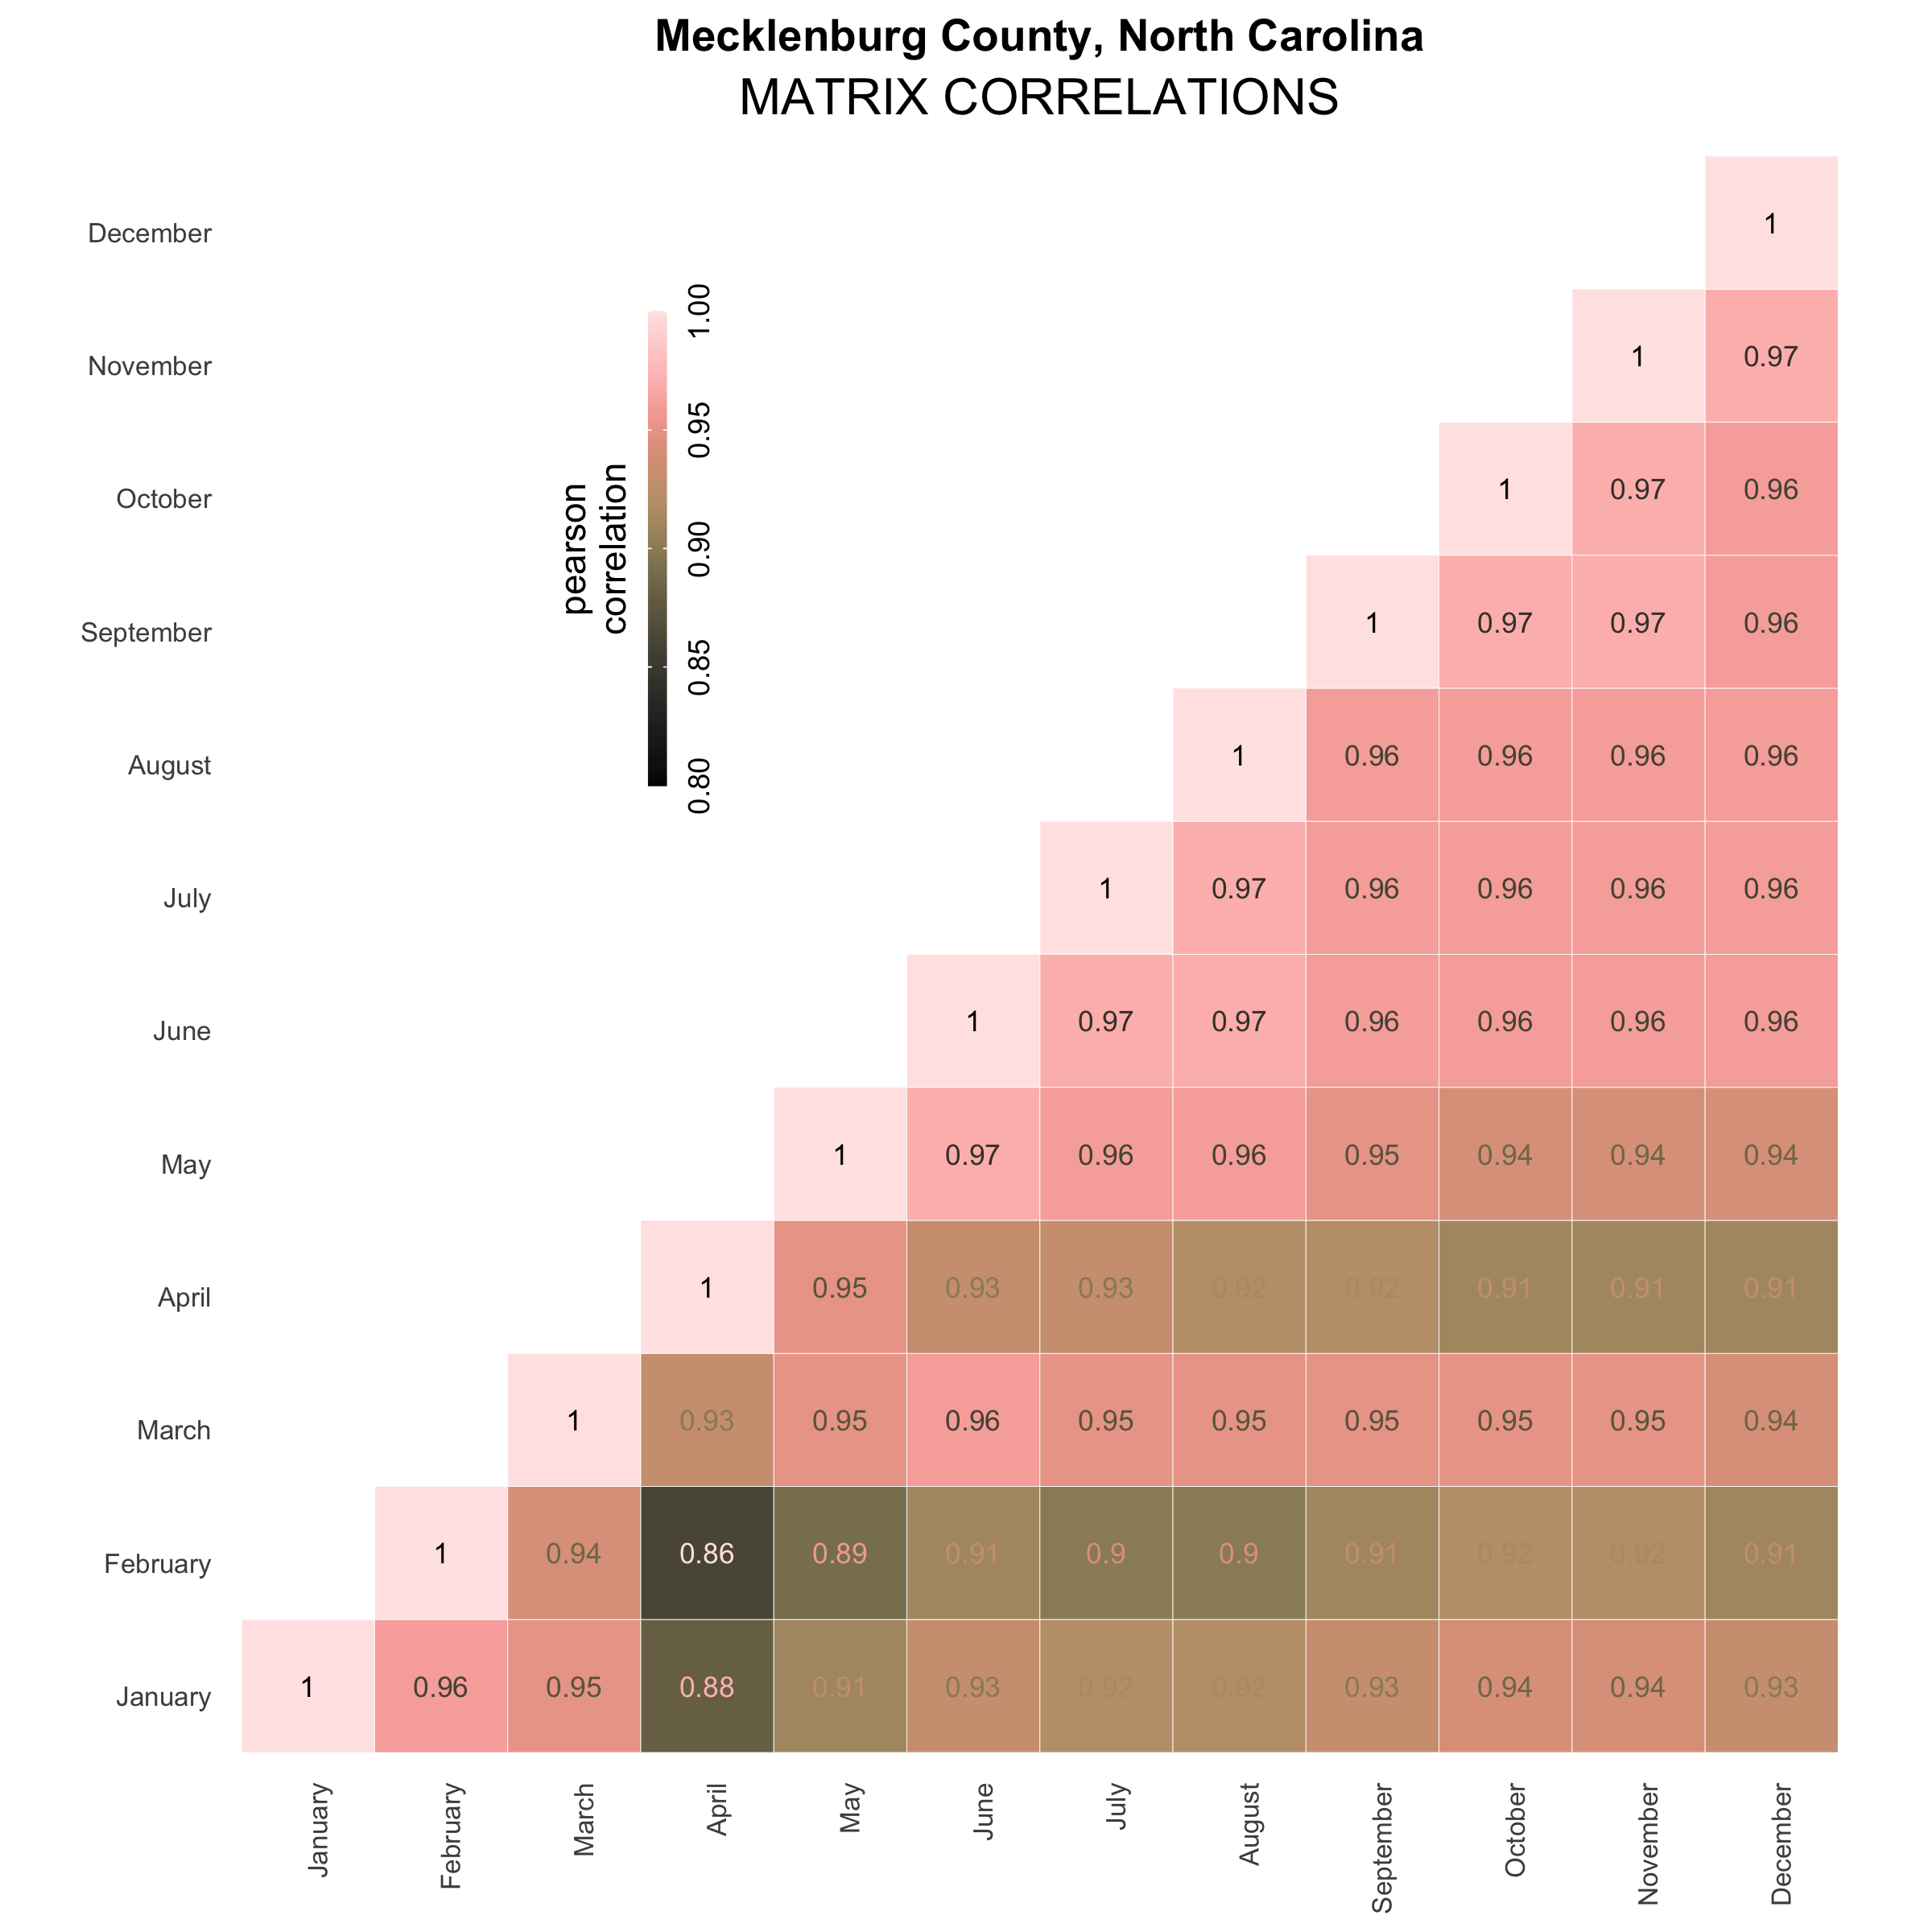 Mecklenburg County, North Carolina
MATRIX CORRELATIONS
December 1
November 1 0.97
October 1 0.97 0.96
September 1 0.97 0.97 0.96
August 1 0.96 0.96 0.96 0.96
July 1 0.97 0.96 0.96 0.96 0.96
June 1 0.97 0.97 0.96 0.96 0.96 0.96
May 1 0.97 0.96 0.96 0.95 0.94 0.94 0.94
April 1 0.95 0.93 0.93 0.92 0.92 0.91 0.91 0.91
March 1 0.93 0.95 0.96 0.95 0.95 0.95 0.95 0.95 0.94
February 1 0.94 0.86 0.89 0.91 0.9 0.9 0.91 0.92 0.92 0.91
January 1 0.96 0.95 0.88 0.91 0.93 0.92 0.92 0.93 0.94 0.94 0.93
January February March April May June July August September October November December
pearson
correlation
0.80 0.85 0.90 0.95 1.00